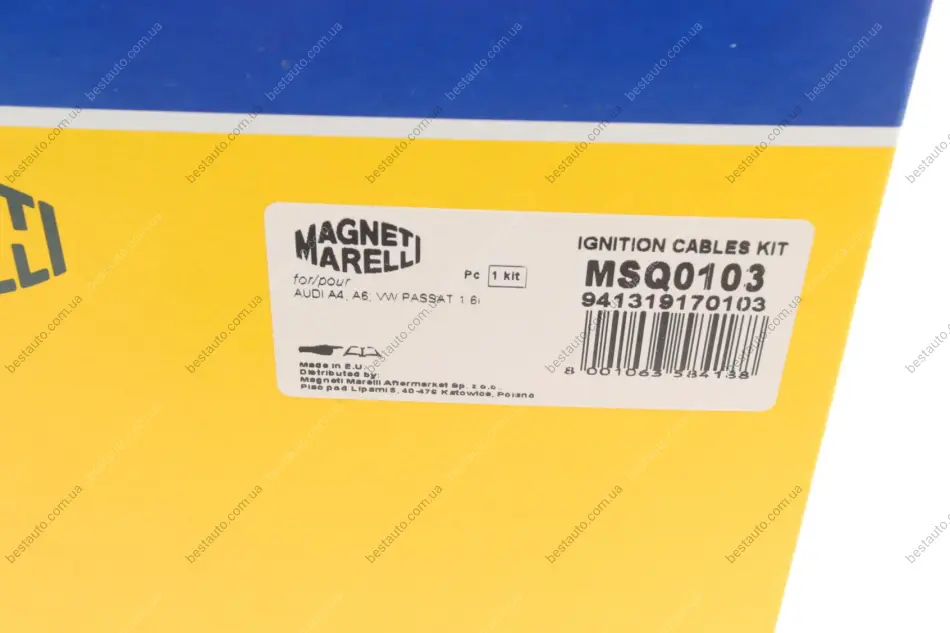 MAGNETI
MARELLI
for/pour
AUDI A4, A6; VW PASSAT 1.6i
Pc 1 kit
IGNITION CABLES KIT
MSQ0103
941319170103
8 001063 584138
Made in E.U.
Distributed by:
Magneti Marelli Aftermarket Sp. z o.o.
Plac pod Lipami 5, 40-476 Katowice, Poland
bestauto.com.ua